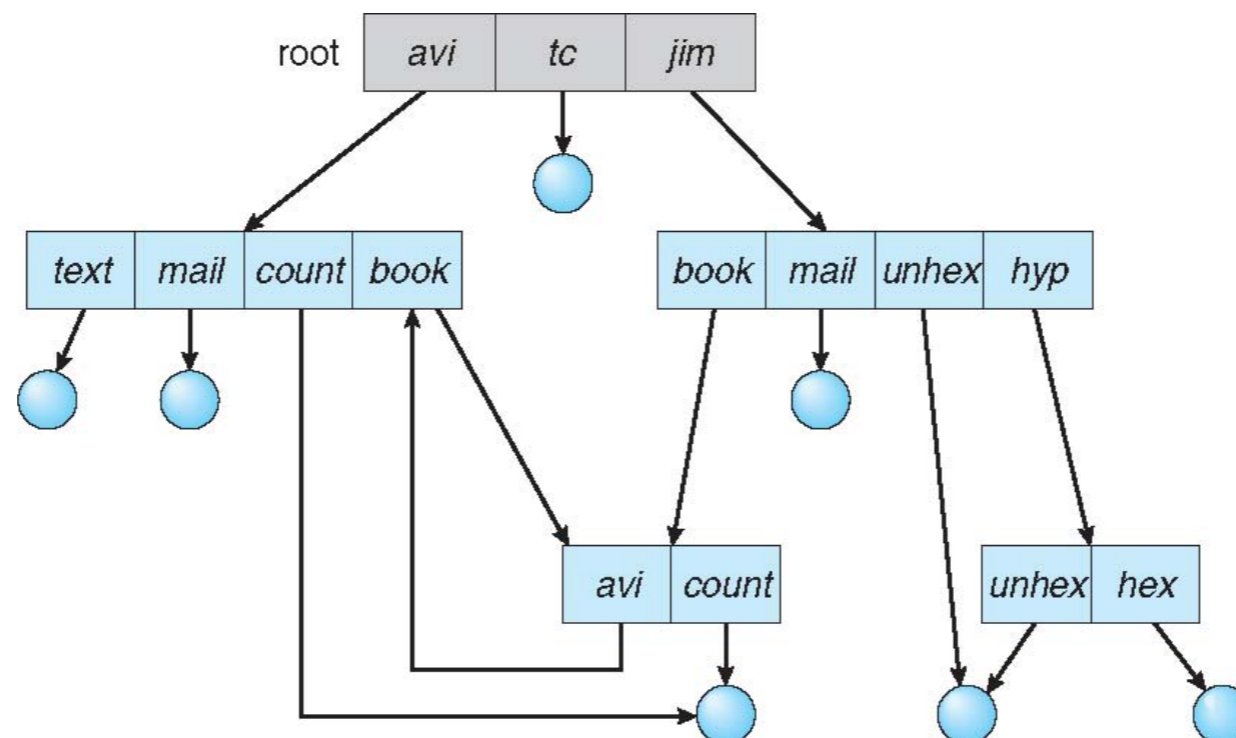 root avi tc jim
text mail count book
book mail unhex hyp
avi count
unhex hex